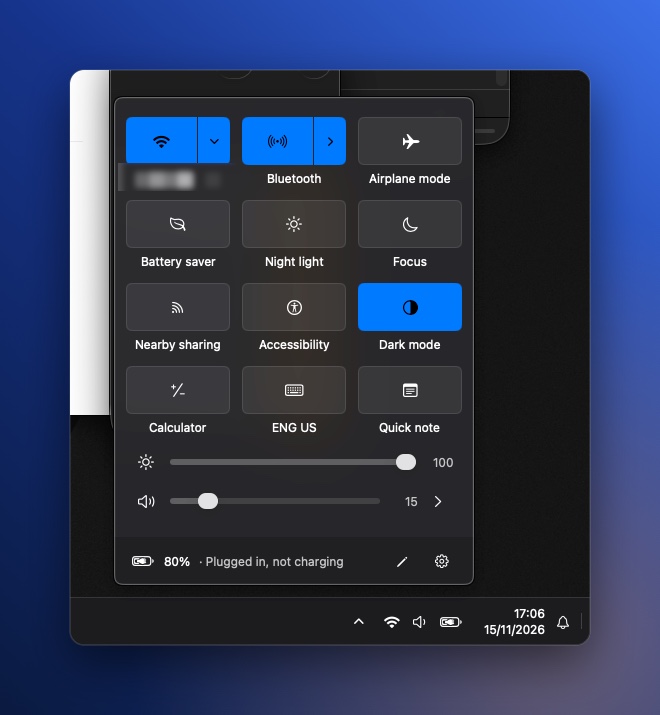 Bluetooth
Airplane mode
Battery saver
Night light
Focus
Nearby sharing
Accessibility
Dark mode
Calculator
ENG US
Quick note
100
15
80% · Plugged in, not charging
17:06
15/11/2026